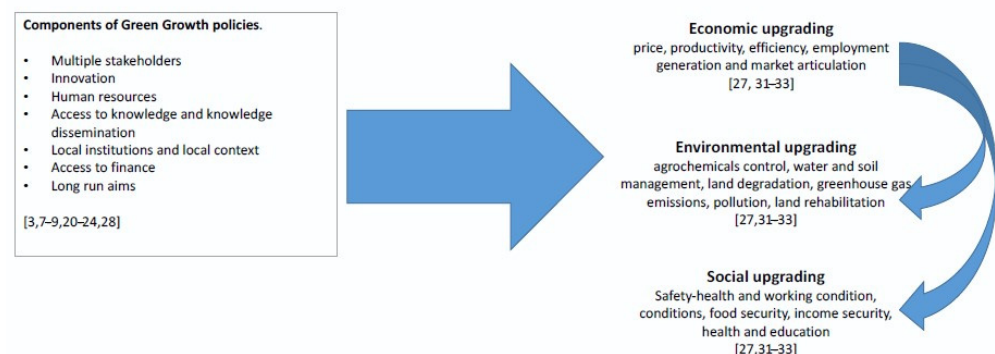 Components of Green Growth policies.
• Multiple stakeholders
• Innovation
• Human resources
• Access to knowledge and knowledge
dissemination
• Local institutions and local context
• Access to finance
• Long run aims
[3,7–9,20–24,28]
Economic upgrading
price, productivity, efficiency, employment
generation and market articulation
[27, 31–33]
Environmental upgrading
agrochemicals control, water and soil
management, land degradation, greenhouse gas
emissions, pollution, land rehabilitation
[27,31–33]
Social upgrading
Safety-health and working condition,
conditions, food security, income security,
health and education
[27,31–33]